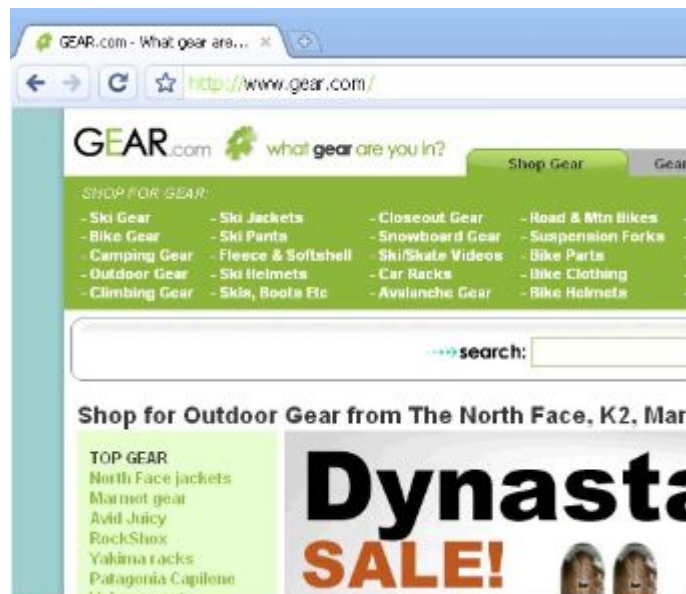 GEAR.com - What gear are...
http://www.gear.com/
GEAR.com what gear are you in?
Shop Gear
Gear
SHOP FOR GEAR:
- Ski Gear - Ski Jackets - Closeout Gear - Road & Mtn Bikes
- Bike Gear - Ski Pants - Snowboard Gear - Suspension Forks
- Camping Gear - Fleece & Softshell - Ski/Skate Videos - Bike Parts
- Outdoor Gear - Ski Helmets - Car Racks - Bike Clothing
- Climbing Gear - Skis, Boots Etc - Avalanche Gear - Bike Helmets
search:
Shop for Outdoor Gear from The North Face, K2, Mar
TOP GEAR
North Face jackets
Marmot gear
Avid Juicy
RockShox
Yakima racks
Patagonia Capilene
Dynasta
SALE!